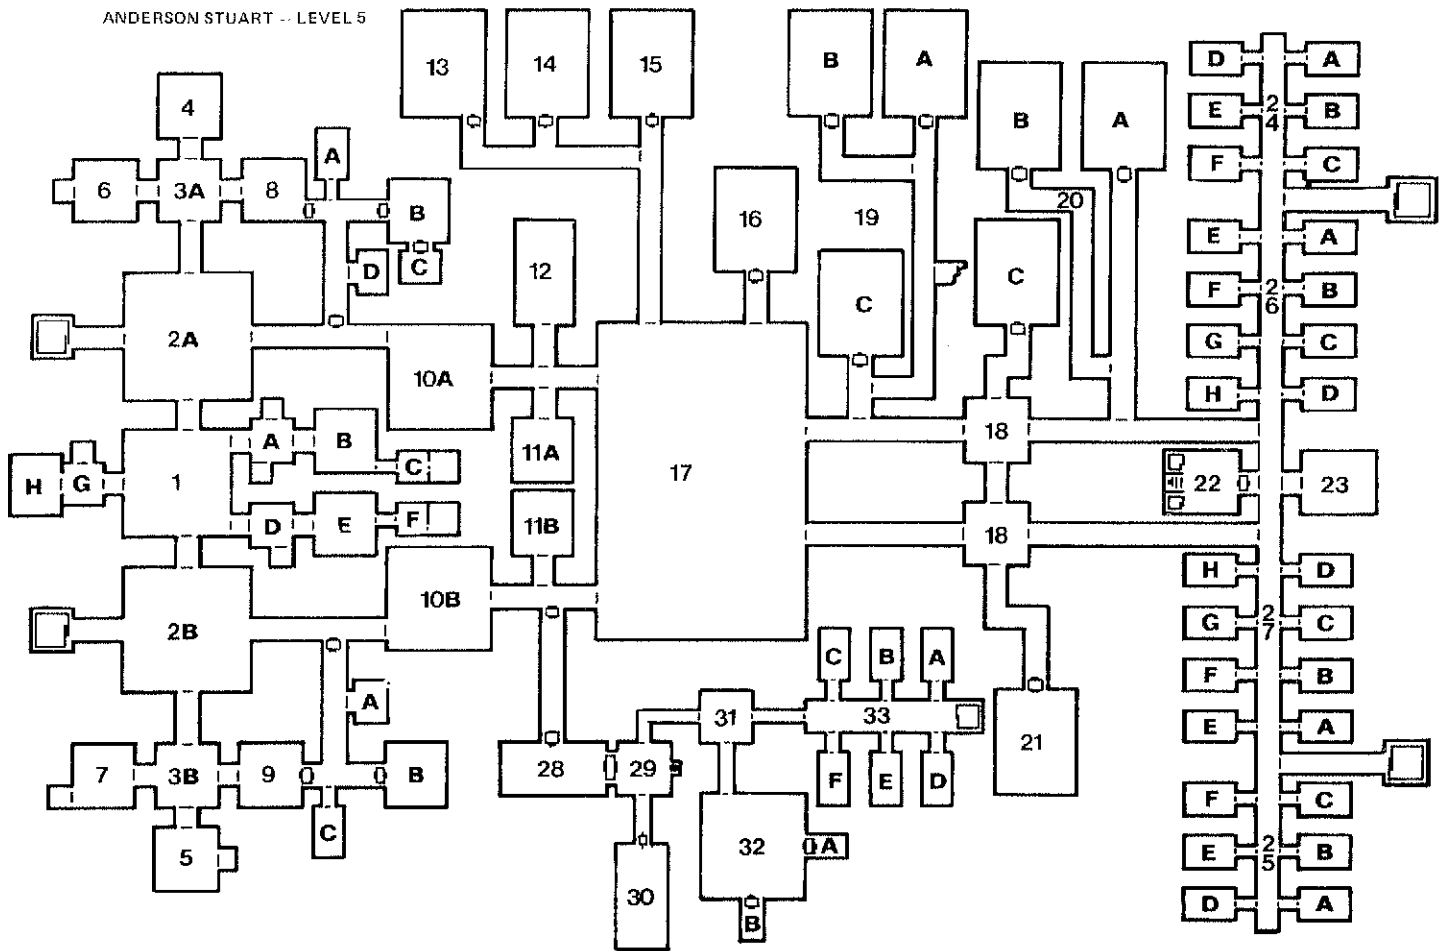 ANDERSON STUART -- LEVEL 5
13 14 15 B A B A D A
4 E 24 B
A F C
6 3A 8 B 20
D C 12 16 19 E A
C C F 26 B
2A G C
10A H D
A B
H G 1 C 11A 17 18 22 23
D E F 11B 18
H D
2B 10B G 27 C
C B A F B
A 31 33 E A
7 3B 9 B 28 29 21
F E D F C
C 32 A E 25 B
5
30 B D A